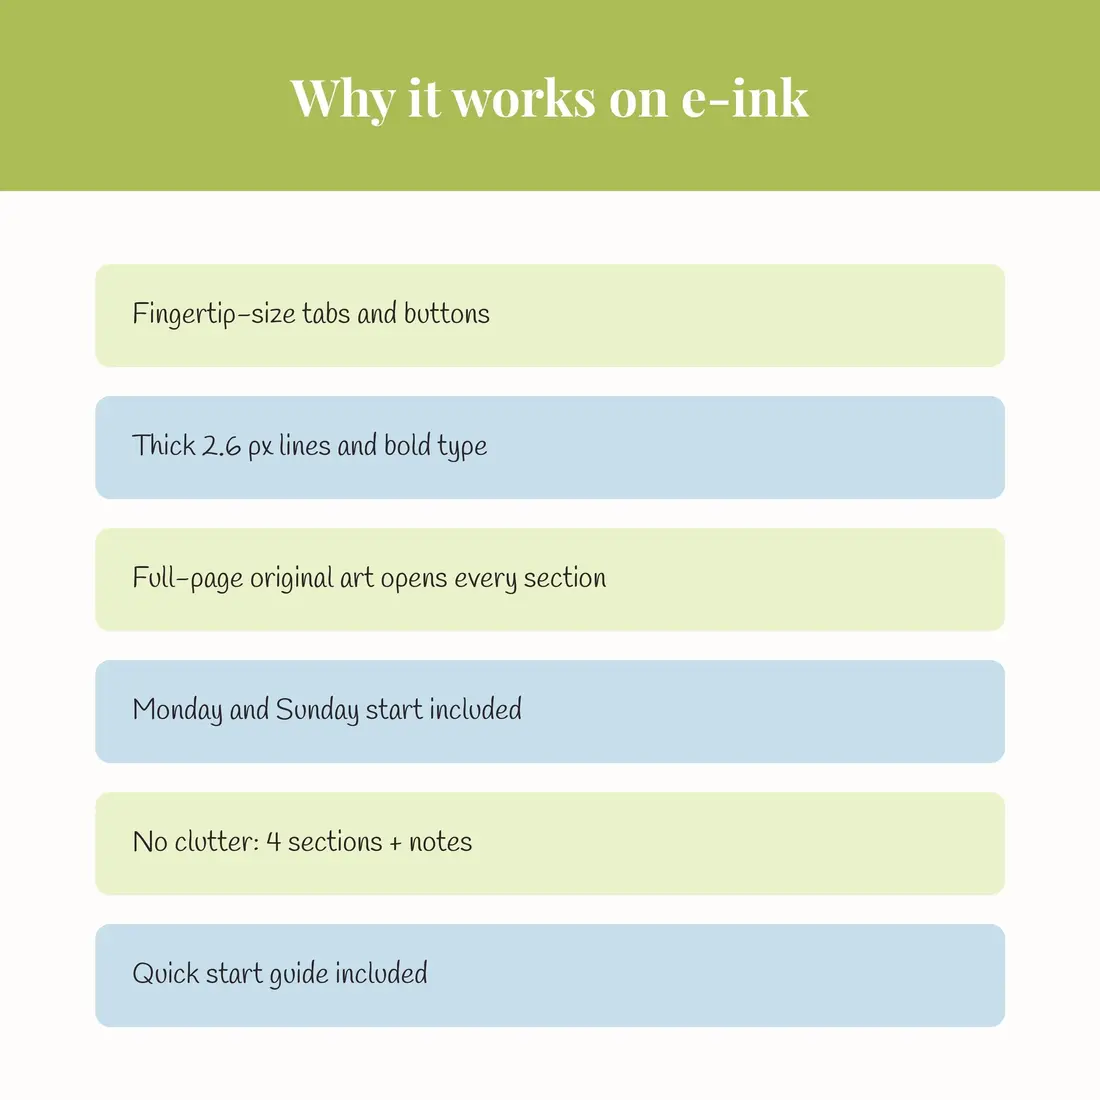 Why it works on e-ink
Fingertip-size tabs and buttons
Thick 2.6 px lines and bold type
Full-page original art opens every section
Monday and Sunday start included
No clutter: 4 sections + notes
Quick start guide included